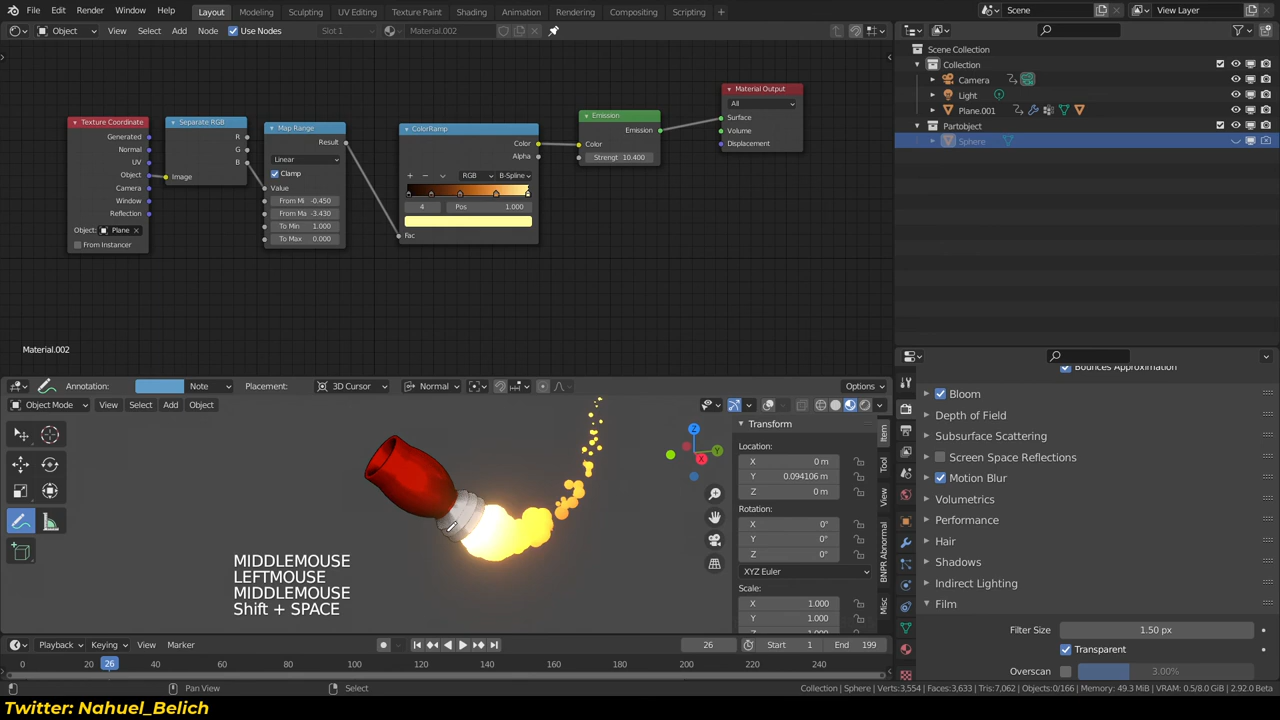 File Edit Render Window Help Layout Modeling Sculpting UV Editing Texture Paint Shading Animation Rendering Compositing Scripting + Scene View Layer
Object View Select Add Node Use Nodes Slot 1 Material.002
Scene Collection
Collection
Camera
Light
Plane.001
Partobject
Sphere
Texture Coordinate
Generated
Normal
UV
Object
Camera
Window
Reflection
Object: Plane
From Instancer
Separate RGB
R
G
B
Image
Map Range
Result
Linear
Clamp
Value
From Mi -0.450
From Ma -3.430
To Min 1.000
To Max 0.000
ColorRamp
Color
Alpha
RGB B-Spline
4 Pos 1.000
Fac
Emission
Emission
Color
Strengt 10.400
Material Output
All
Surface
Volume
Displacement
Material.002
Annotation: Note Placement: 3D Cursor Normal Options
Object Mode View Select Add Object
MIDDLEMOUSE
LEFTMOUSE
MIDDLEMOUSE
Shift + SPACE
X
Y
Z
Transform
Location:
X 0 m
Y 0.094106 m
Z 0 m
Rotation:
X 0°
Y 0°
Z 0°
XYZ Euler
Scale:
X 1.000
Y 1.000
Item
Tool
View
BNPR Abnormal
Misc
Bounces Approximation
Bloom
Depth of Field
Subsurface Scattering
Screen Space Reflections
Motion Blur
Volumetrics
Performance
Hair
Shadows
Indirect Lighting
Film
Filter Size 1.50 px
Transparent
Overscan 3.00%
Playback Keying View Marker 26 Start 1 End 199
0 20 26 40 60 80 100 120 140 160 180 200 220 240
Pan View Select Collection | Sphere | Verts:3,554 | Faces:3,633 | Tris:7,062 | Objects:0/166 | Memory: 49.3 MiB | VRAM: 0.5/8.0 GiB | 2.92.0 Beta
Twitter: Nahuel_Belich